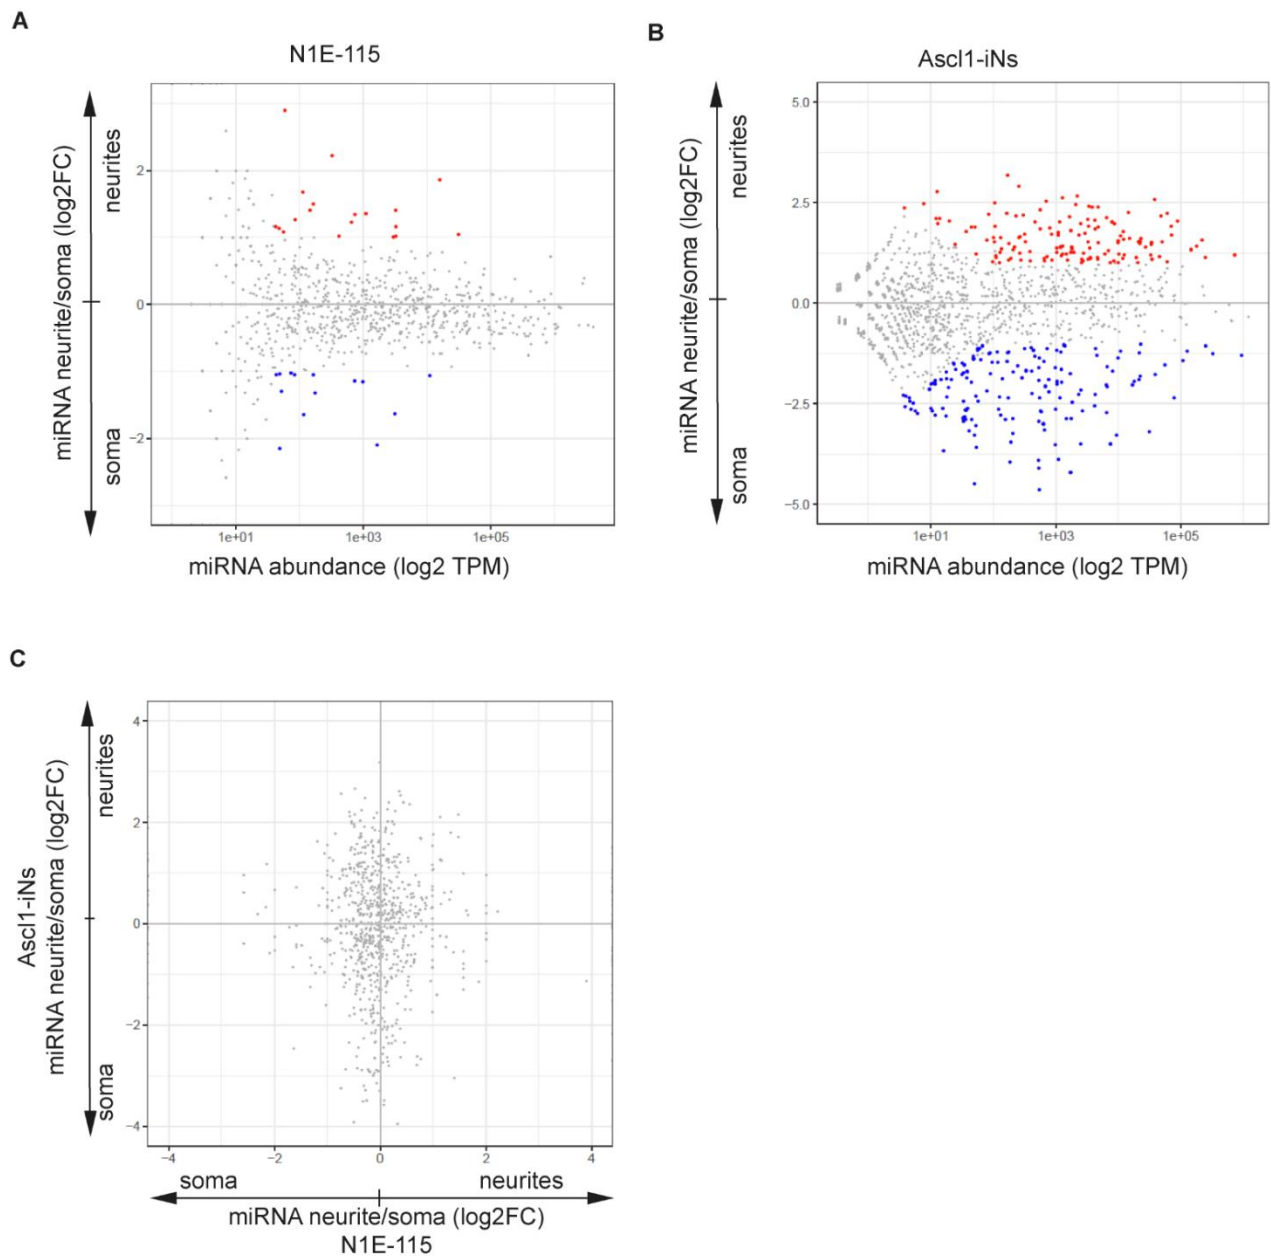 A
N1E-115
miRNA neurite/soma (log2FC)
neurites
soma
2
0
−2
1e+01
1e+03
1e+05
miRNA abundance (log2 TPM)
B
Ascl1-iNs
miRNA neurite/soma (log2FC)
neurites
soma
5.0
2.5
0.0
−2.5
−5.0
1e+01
1e+03
1e+05
miRNA abundance (log2 TPM)
C
Ascl1-iNs
miRNA neurite/soma (log2FC)
neurites
soma
4
2
0
−2
−4
−4
−2
0
2
4
soma
neurites
miRNA neurite/soma (log2FC)
N1E-115